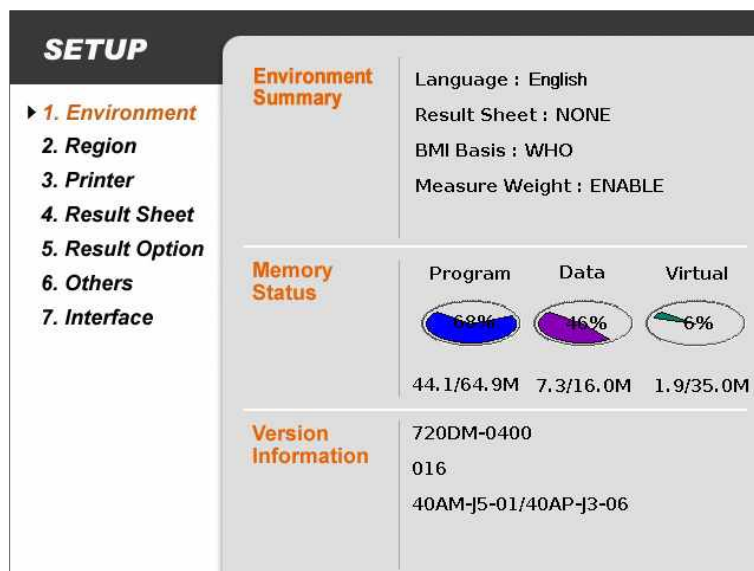 SETUP
1. Environment
2. Region
3. Printer
4. Result Sheet
5. Result Option
6. Others
7. Interface
Environment
Summary
Language : English
Result Sheet : NONE
BMI Basis : WHO
Measure Weight : ENABLE
Memory
Status
Program Data Virtual
68% 46% 6%
44.1/64.9M 7.3/16.0M 1.9/35.0M
Version
Information
720DM-0400
016
40AM-J5-01/40AP-J3-06